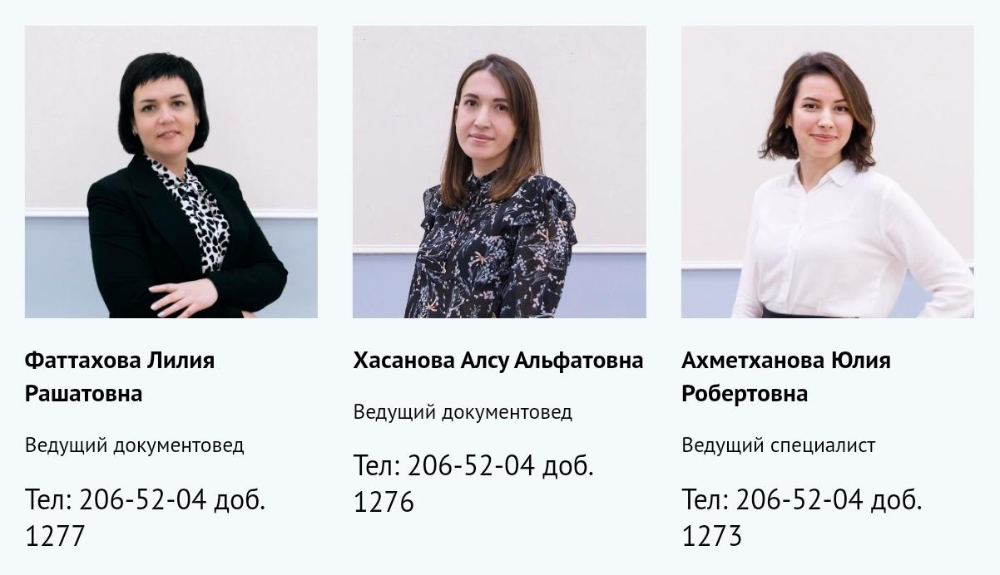 Фаттахова Лилия
Рашатовна
Ведущий документовед
Тел: 206-52-04 доб.
1277
Хасанова Алсу Альфатовна
Ведущий документовед
Тел: 206-52-04 доб.
1276
Ахметханова Юлия
Робертовна
Ведущий специалист
Тел: 206-52-04 доб.
1273